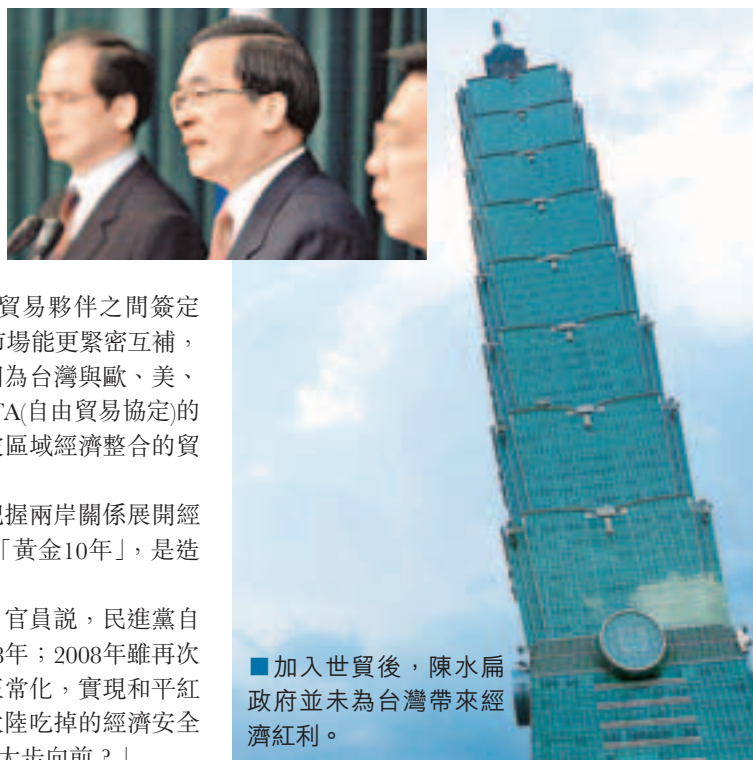 貿易夥伴之間簽定
市場能更緊密互補，
因為台灣與歐、美、
TA(自由貿易協定)的
區域經濟整合的貿
把握兩岸關係展開經
「黃金10年」，是造
官員說，民進黨自
8年；2008年雖再次
正常化，實現和平紅
大陸吃掉的經濟安全
大步向前？」
■加入世貿後，陳水扁
政府並未為台灣帶來經
濟紅利。